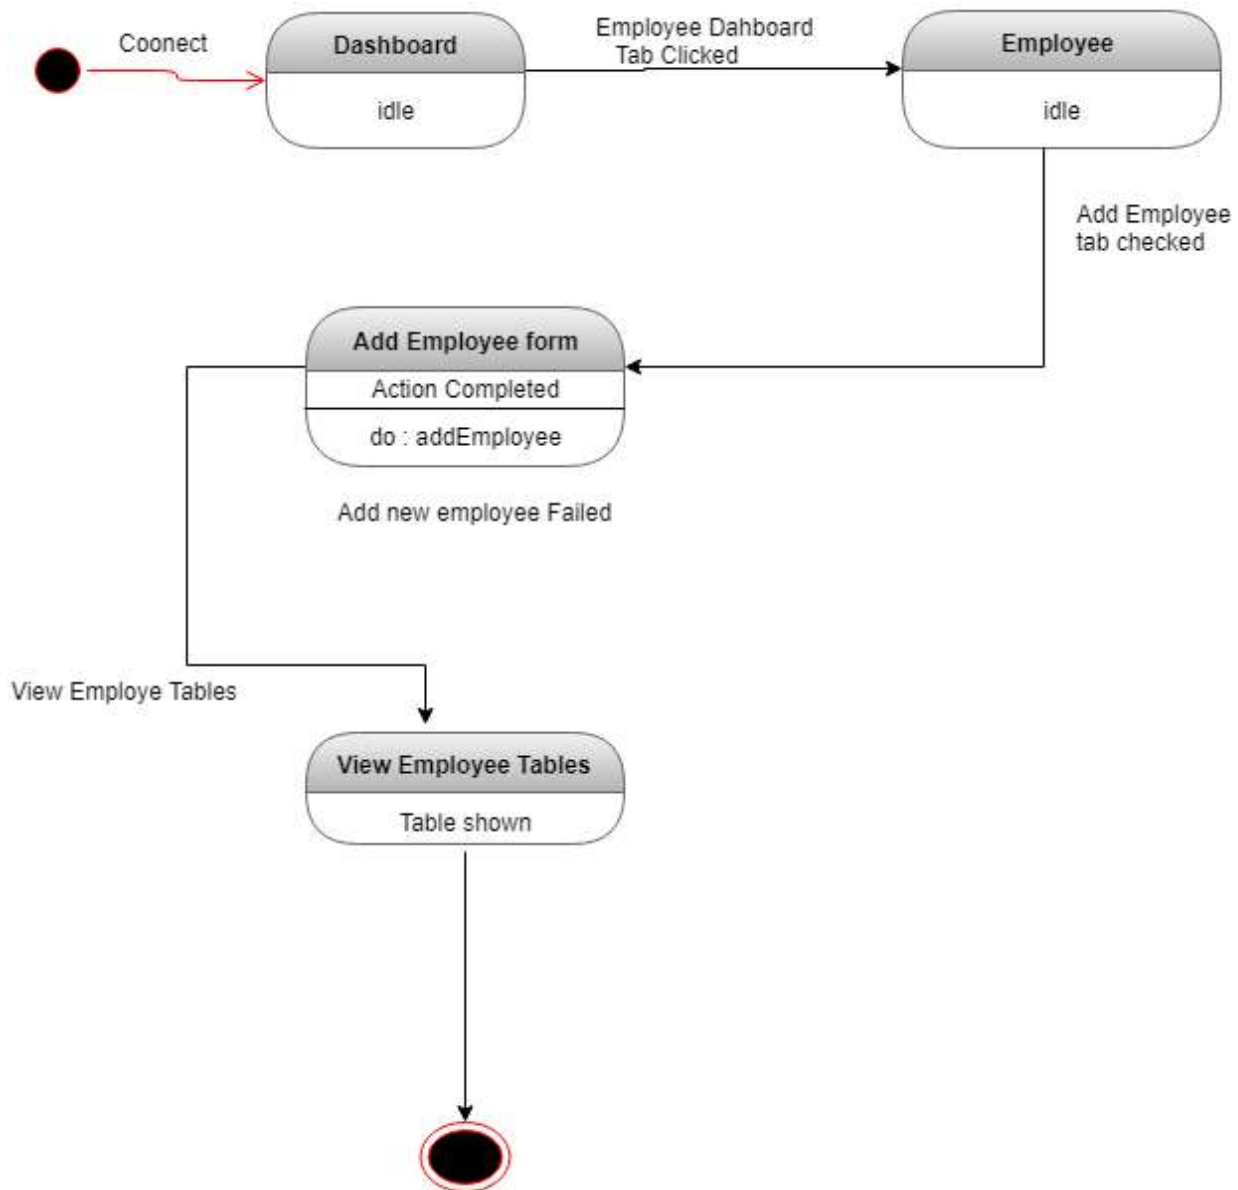 Coonect
Dashboard
idle
Employee Dahboard
Tab Clicked
Employee
idle
Add Employee
tab checked
Add Employee form
Action Completed
do : addEmployee
Add new employee Failed
View Employe Tables
View Employee Tables
Table shown